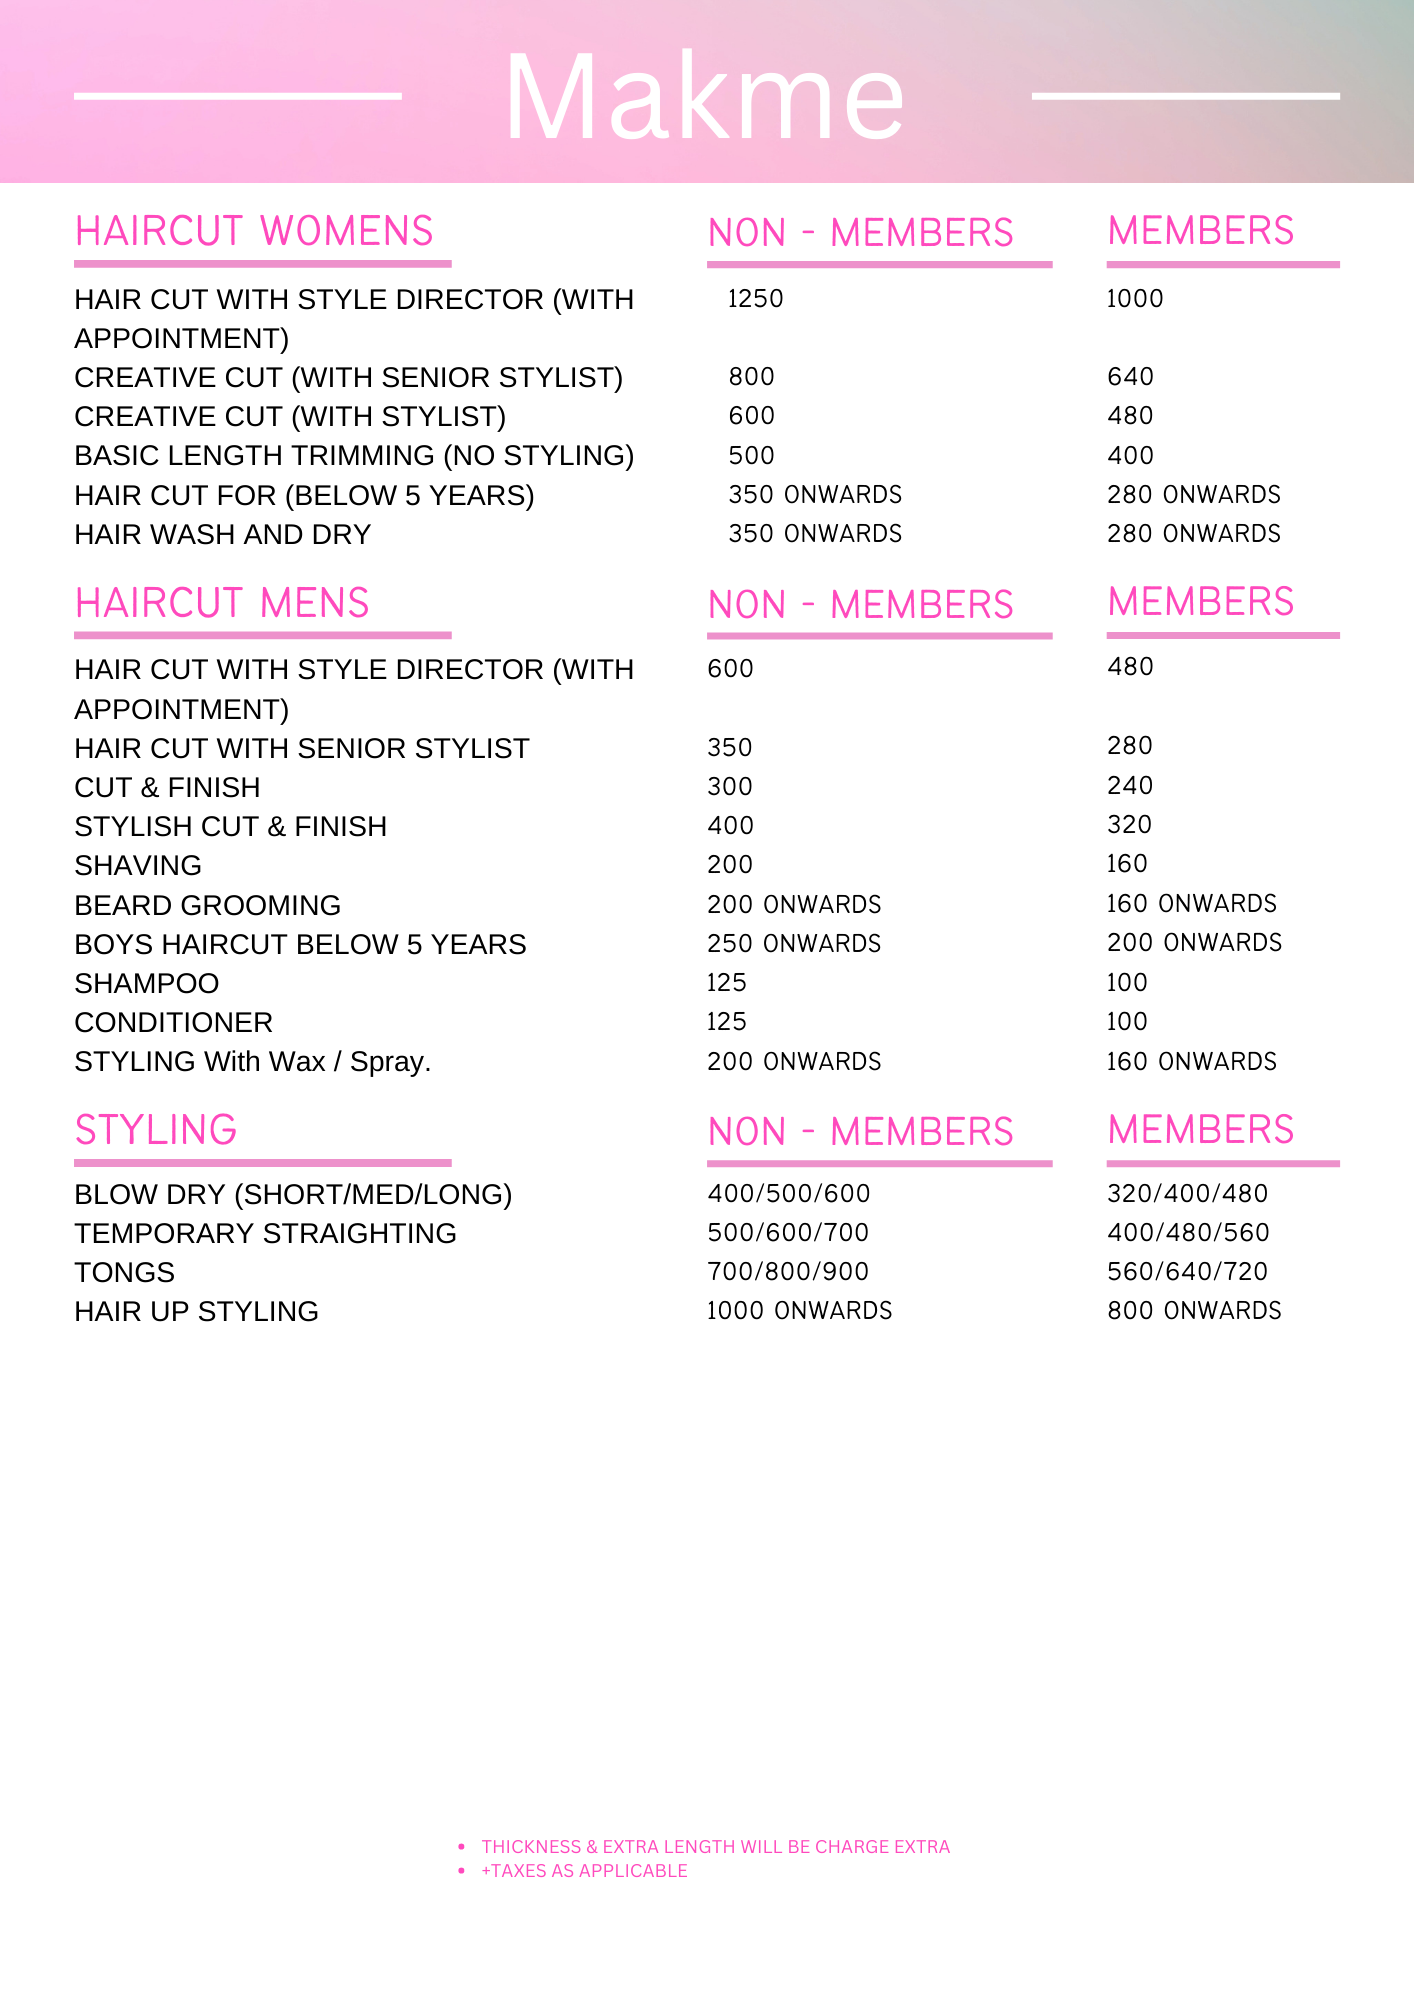 Makme
HAIRCUT WOMENS NON - MEMBERS MEMBERS
HAIR CUT WITH STYLE DIRECTOR (WITH 1250 1000
APPOINTMENT)
CREATIVE CUT (WITH SENIOR STYLIST) 800 640
CREATIVE CUT (WITH STYLIST) 600 480
BASIC LENGTH TRIMMING (NO STYLING) 500 400
HAIR CUT FOR (BELOW 5 YEARS) 350 ONWARDS 280 ONWARDS
HAIR WASH AND DRY 350 ONWARDS 280 ONWARDS
HAIRCUT MENS NON - MEMBERS MEMBERS
HAIR CUT WITH STYLE DIRECTOR (WITH 600 480
APPOINTMENT)
HAIR CUT WITH SENIOR STYLIST 350 280
CUT & FINISH 300 240
STYLISH CUT & FINISH 400 320
SHAVING 200 160
BEARD GROOMING 200 ONWARDS 160 ONWARDS
BOYS HAIRCUT BELOW 5 YEARS 250 ONWARDS 200 ONWARDS
SHAMPOO 125 100
CONDITIONER 125 100
STYLING With Wax / Spray. 200 ONWARDS 160 ONWARDS
STYLING NON - MEMBERS MEMBERS
BLOW DRY (SHORT/MED/LONG) 400/500/600 320/400/480
TEMPORARY STRAIGHTING 500/600/700 400/480/560
TONGS 700/800/900 560/640/720
HAIR UP STYLING 1000 ONWARDS 800 ONWARDS
• THICKNESS & EXTRA LENGTH WILL BE CHARGE EXTRA
• +TAXES AS APPLICABLE